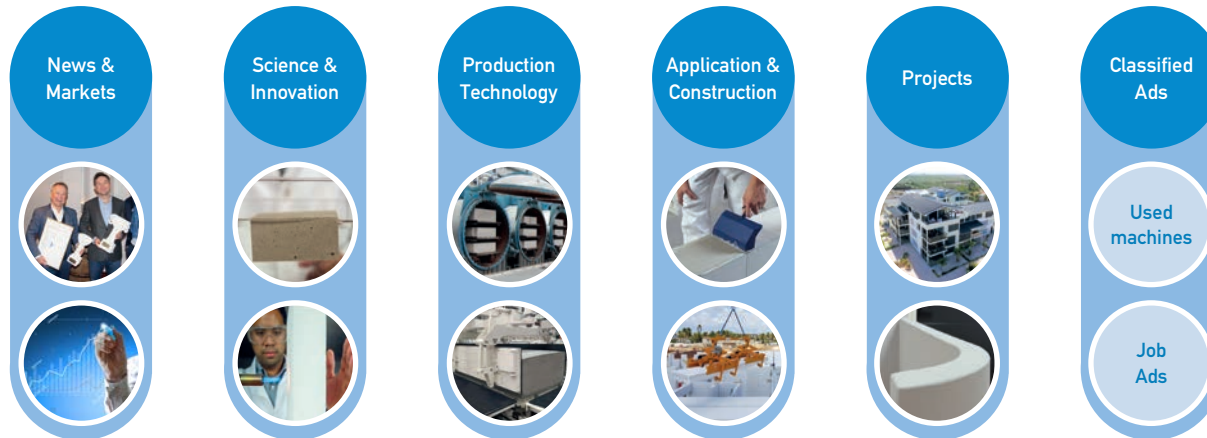 News &
Markets
Science &
Innovation
Production
Technology
Application &
Construction
Projects
Classified
Ads
Used
machines
Job
Ads